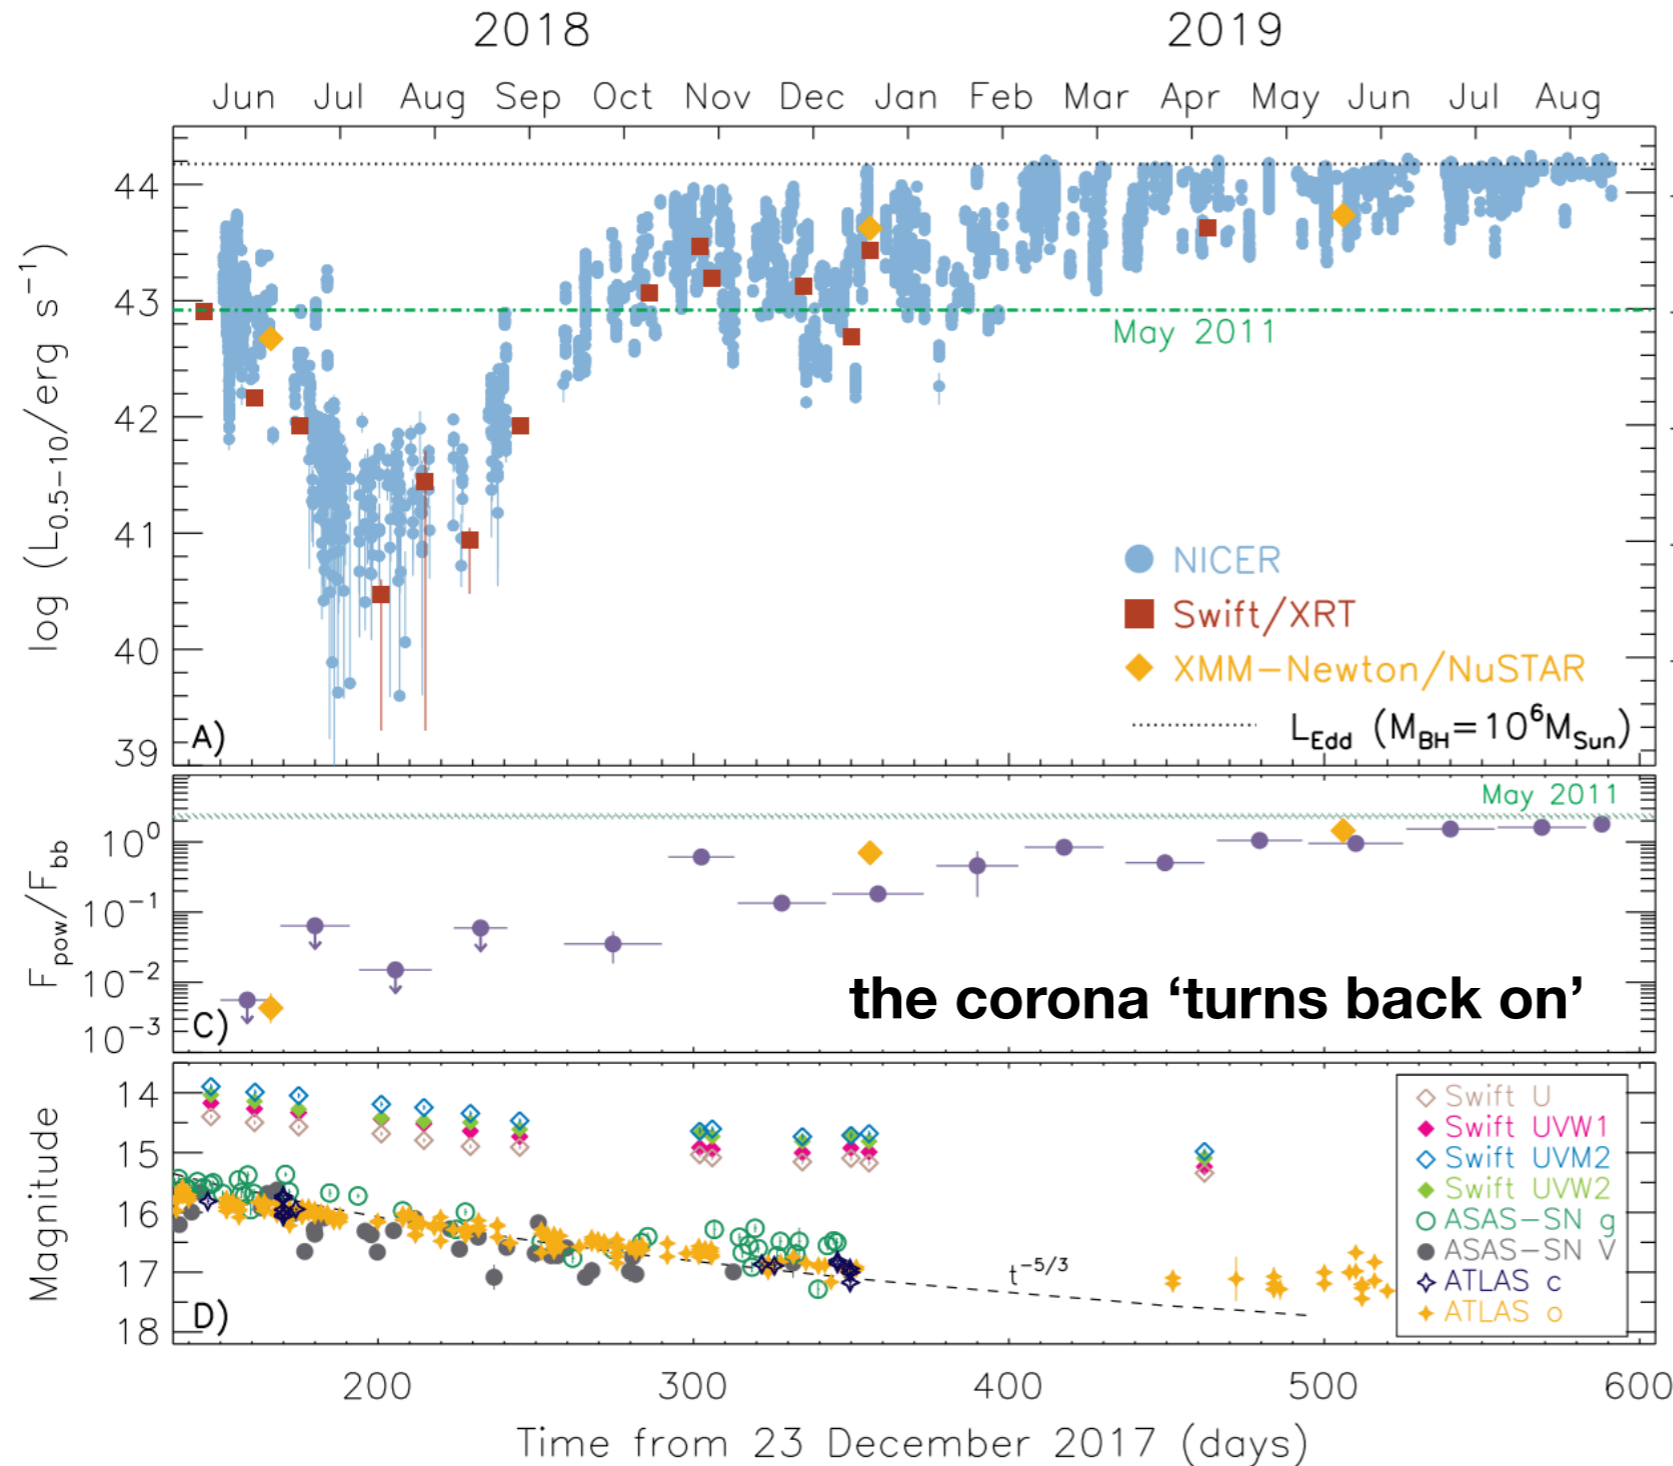 2018 2019
Jun Jul Aug Sep Oct Nov Dec Jan Feb Mar Apr May Jun Jul Aug
log (L0.5−10/erg s−1)
44
43
42
41
40
39
May 2011
NICER
Swift/XRT
XMM−Newton/NuSTAR
LEdd (MBH=10⁶MSun)
A)
Fpow/Fbb
10⁰
10⁻¹
10⁻²
10⁻³
May 2011
the corona ‘turns back on’
C)
Magnitude
14
15
16
17
18
t−5/3
Swift U
Swift UVW1
Swift UVM2
Swift UVW2
ASAS−SN g
ASAS−SN V
ATLAS c
ATLAS o
D)
200 300 400 500 600
Time from 23 December 2017 (days)